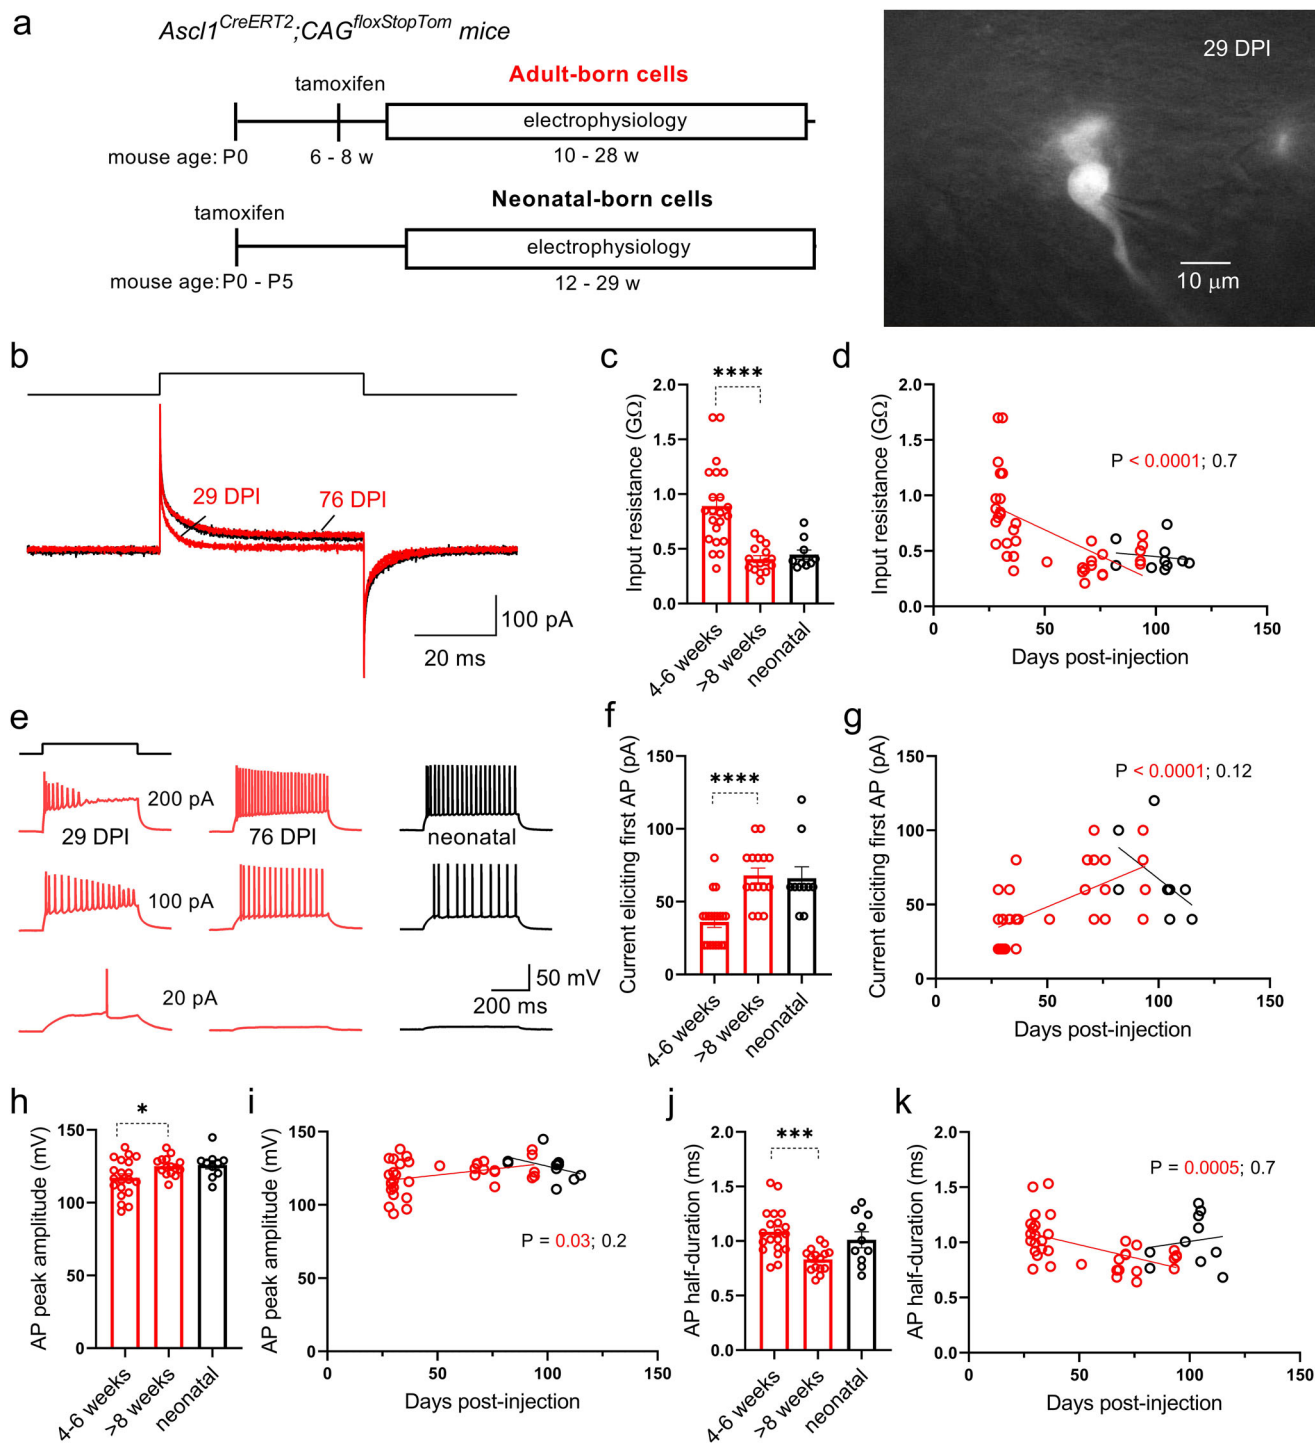 a
Ascl1CreERT2;CAGfloxStopTom mice
Adult-born cells
tamoxifen
electrophysiology
mouse age: P0
6 - 8 w
10 - 28 w
Neonatal-born cells
tamoxifen
electrophysiology
mouse age: P0 - P5
12 - 29 w
29 DPI
10 μm
b
29 DPI
76 DPI
100 pA
20 ms
c
****
Input resistance (GΩ)
2.0
1.5
1.0
0.5
0.0
4-6 weeks
>8 weeks
neonatal
d
Input resistance (GΩ)
2.0
1.5
1.0
0.5
0.0
P < 0.0001; 0.7
0
50
100
150
Days post-injection
e
200 pA
29 DPI
76 DPI
neonatal
100 pA
20 pA
50 mV
200 ms
f
****
Current eliciting first AP (pA)
150
100
50
0
4-6 weeks
>8 weeks
neonatal
g
Current eliciting first AP (pA)
150
100
50
0
P < 0.0001; 0.12
0
50
100
150
Days post-injection
h
*
AP peak amplitude (mV)
150
100
50
0
4-6 weeks
>8 weeks
neonatal
i
AP peak amplitude (mV)
150
100
50
0
P = 0.03; 0.2
0
50
100
150
Days post-injection
j
***
AP half-duration (ms)
2.0
1.5
1.0
0.5
0.0
4-6 weeks
>8 weeks
neonatal
k
AP half-duration (ms)
2.0
1.5
1.0
0.5
0.0
P = 0.0005; 0.7
0
50
100
150
Days post-injection